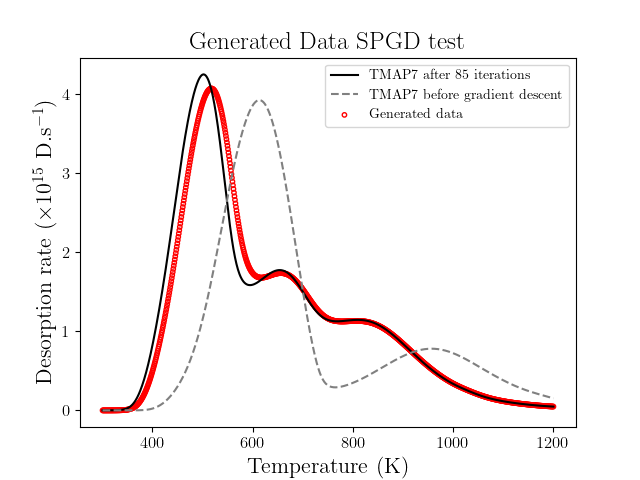 Generated Data SPGD test
TMAP7 after 85 iterations
TMAP7 before gradient descent
Generated data
Desorption rate (×10¹⁵ D.s⁻¹)
4
3
2
1
0
400 600 800 1000 1200
Temperature (K)